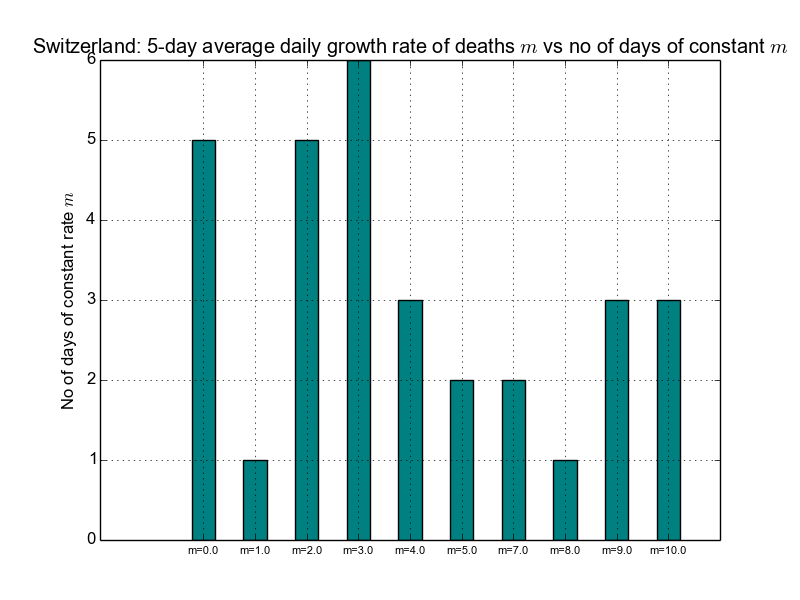 Switzerland: 5-day average daily growth rate of deaths m vs no of days of constant m
No of days of constant rate m
6
5
4
3
2
1
0
m=0.0 m=1.0 m=2.0 m=3.0 m=4.0 m=5.0 m=7.0 m=8.0 m=9.0 m=10.0